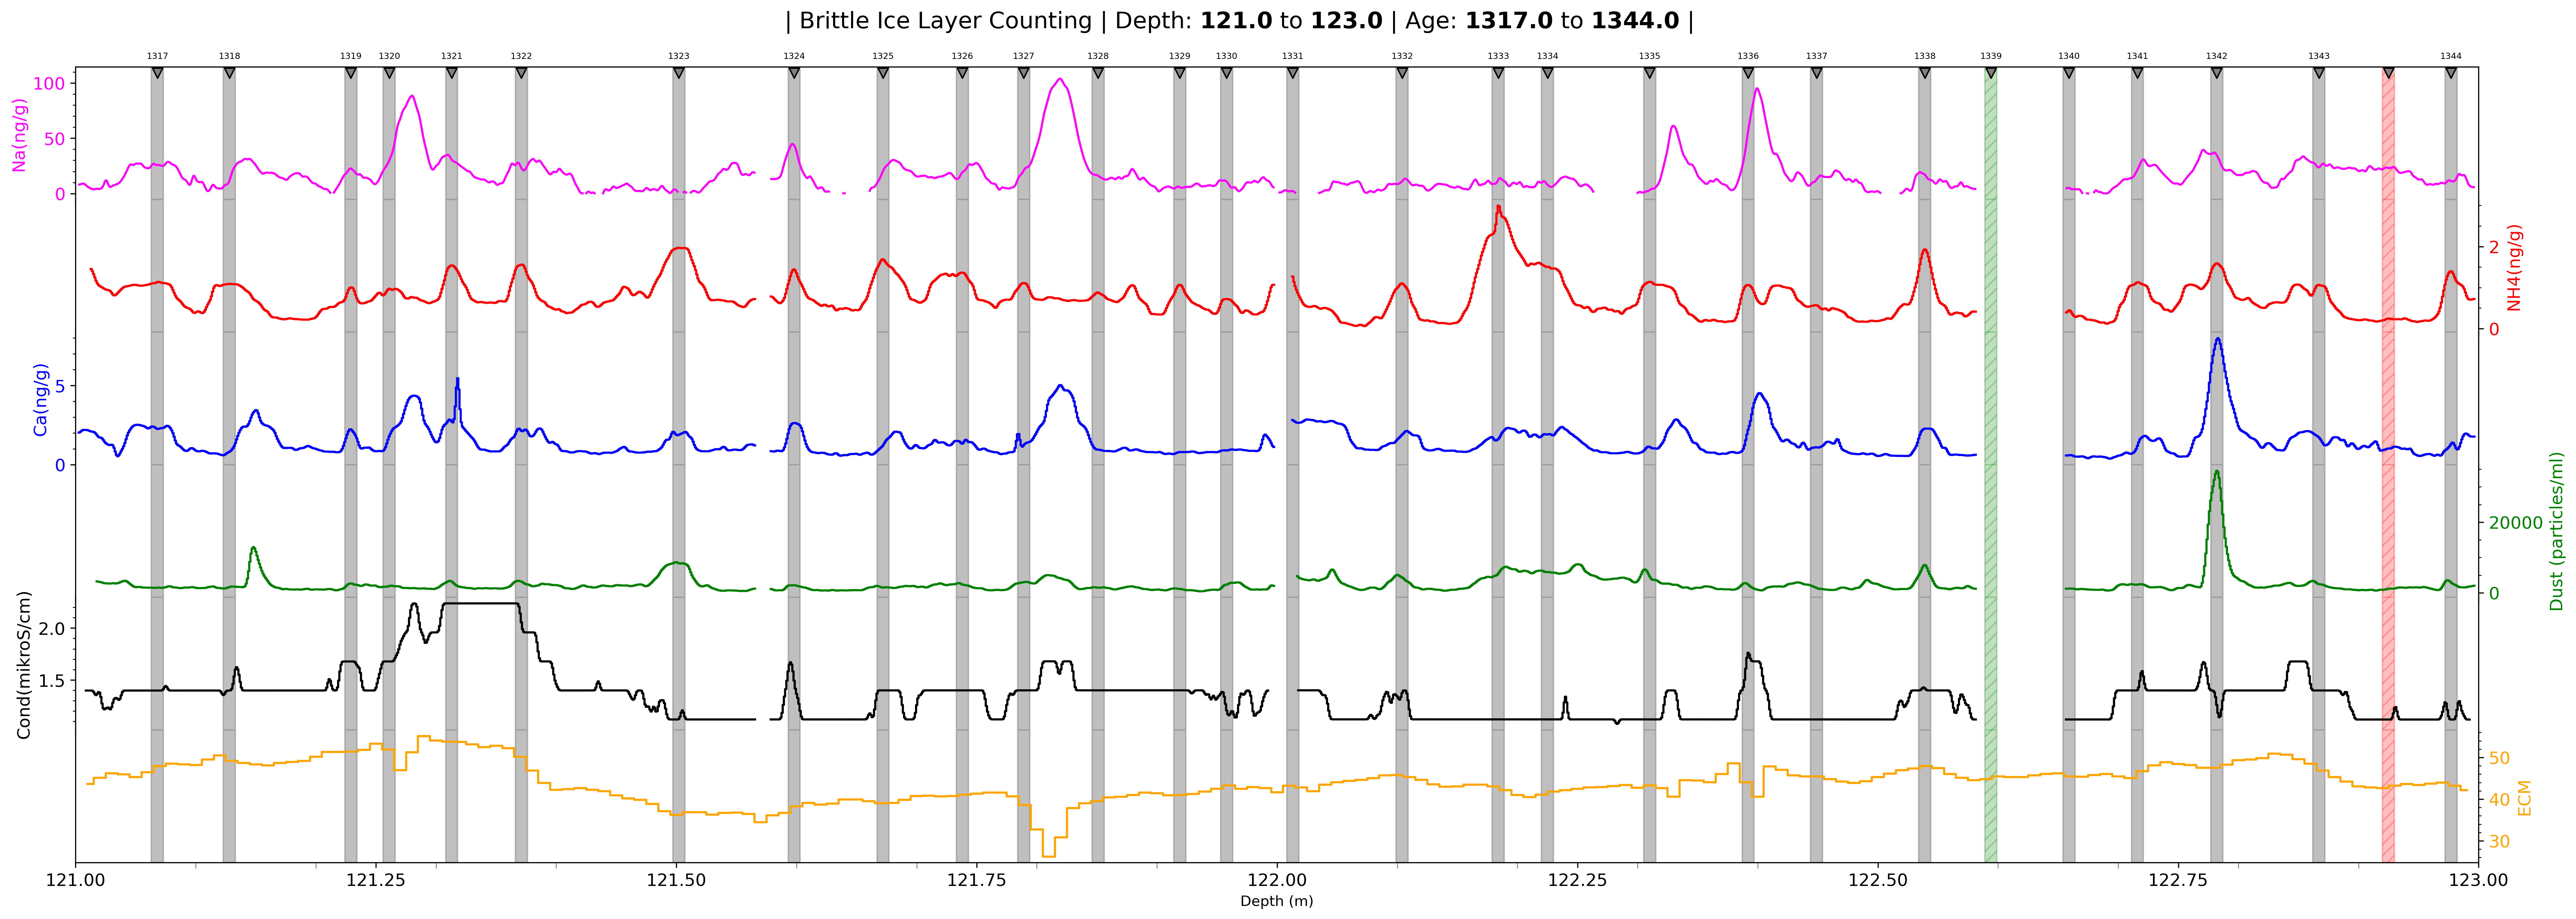 | Brittle Ice Layer Counting | Depth: 121.0 to 123.0 | Age: 1317.0 to 1344.0 |
1317 1318 1319 1320 1321 1322 1323 1324 1325 1326 1327 1328 1329 1330 1331 1332 1333 1334 1335 1336 1337 1338 1339 1340 1341 1342 1343 1344
Na(ng/g)
100
50
0
NH4(ng/g)
2
0
Ca(ng/g)
5
0
Dust (particles/ml)
20000
0
Cond(mikroS/cm)
2.0
1.5
ECM
50
40
30
121.00 121.25 121.50 121.75 122.00 122.25 122.50 122.75 123.00
Depth (m)